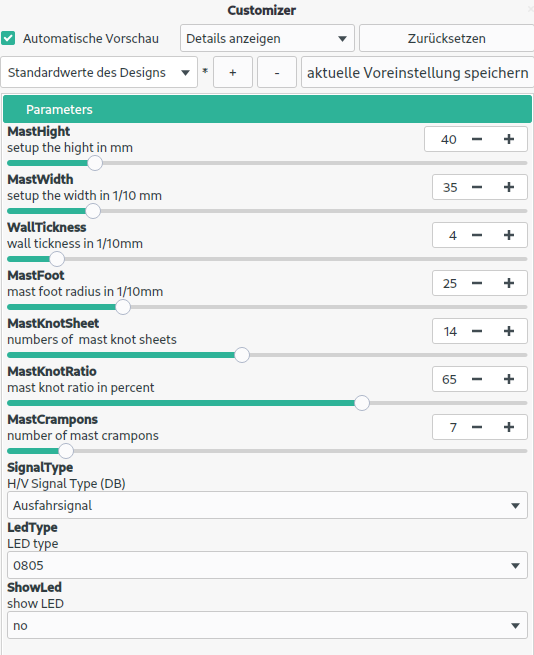 Customizer
Automatische Vorschau Details anzeigen Zurücksetzen
Standardwerte des Designs * + - aktuelle Voreinstellung speichern
Parameters
MastHight
setup the hight in mm
40 − +
MastWidth
setup the width in 1/10 mm
35 − +
WallTickness
wall tickness in 1/10mm
4 − +
MastFoot
mast foot radius in 1/10mm
25 − +
MastKnotSheet
numbers of  mast knot sheets
14 − +
MastKnotRatio
mast knot ratio in percent
65 − +
MastCrampons
number of mast crampons
7 − +
SignalType
H/V Signal Type (DB)
Ausfahrsignal
LedType
LED type
0805
ShowLed
show LED
no